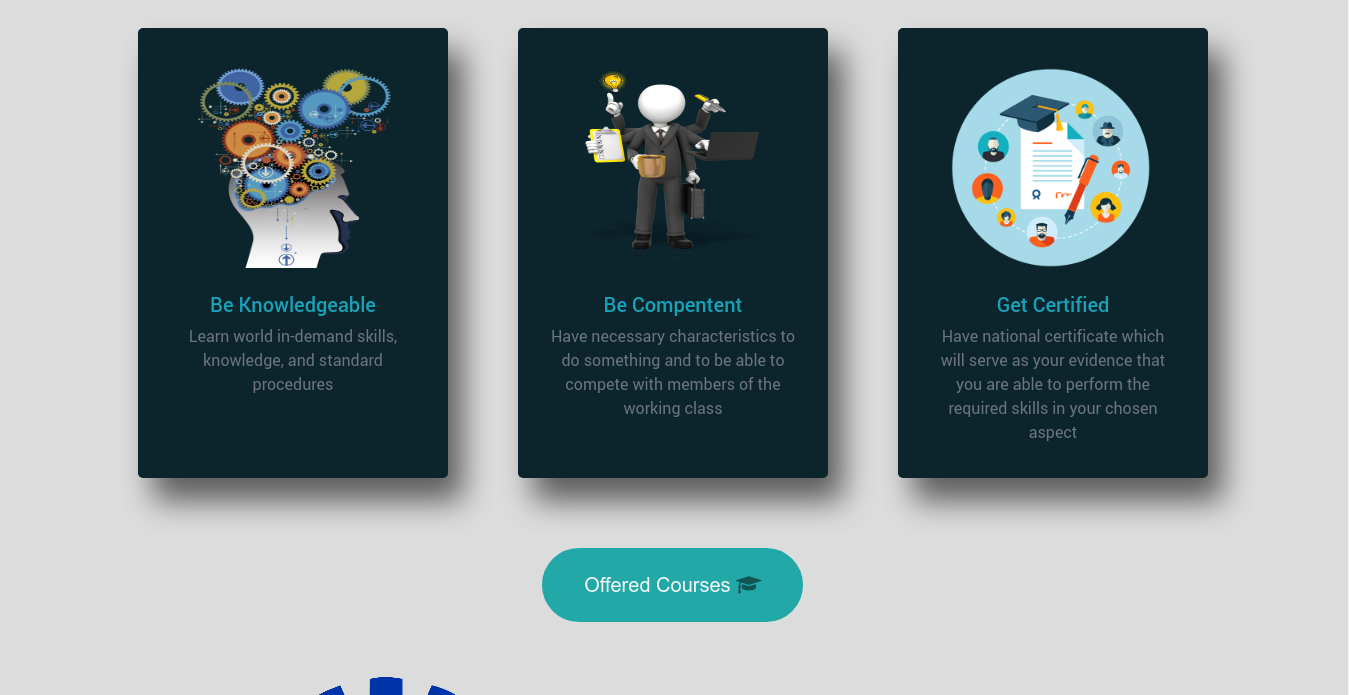 Be Knowledgeable
Learn world in-demand skills,
knowledge, and standard
procedures
Be Compentent
Have necessary characteristics to
do something and to be able to
compete with members of the
working class
Get Certified
Have national certificate which
will serve as your evidence that
you are able to perform the
required skills in your chosen
aspect
Offered Courses